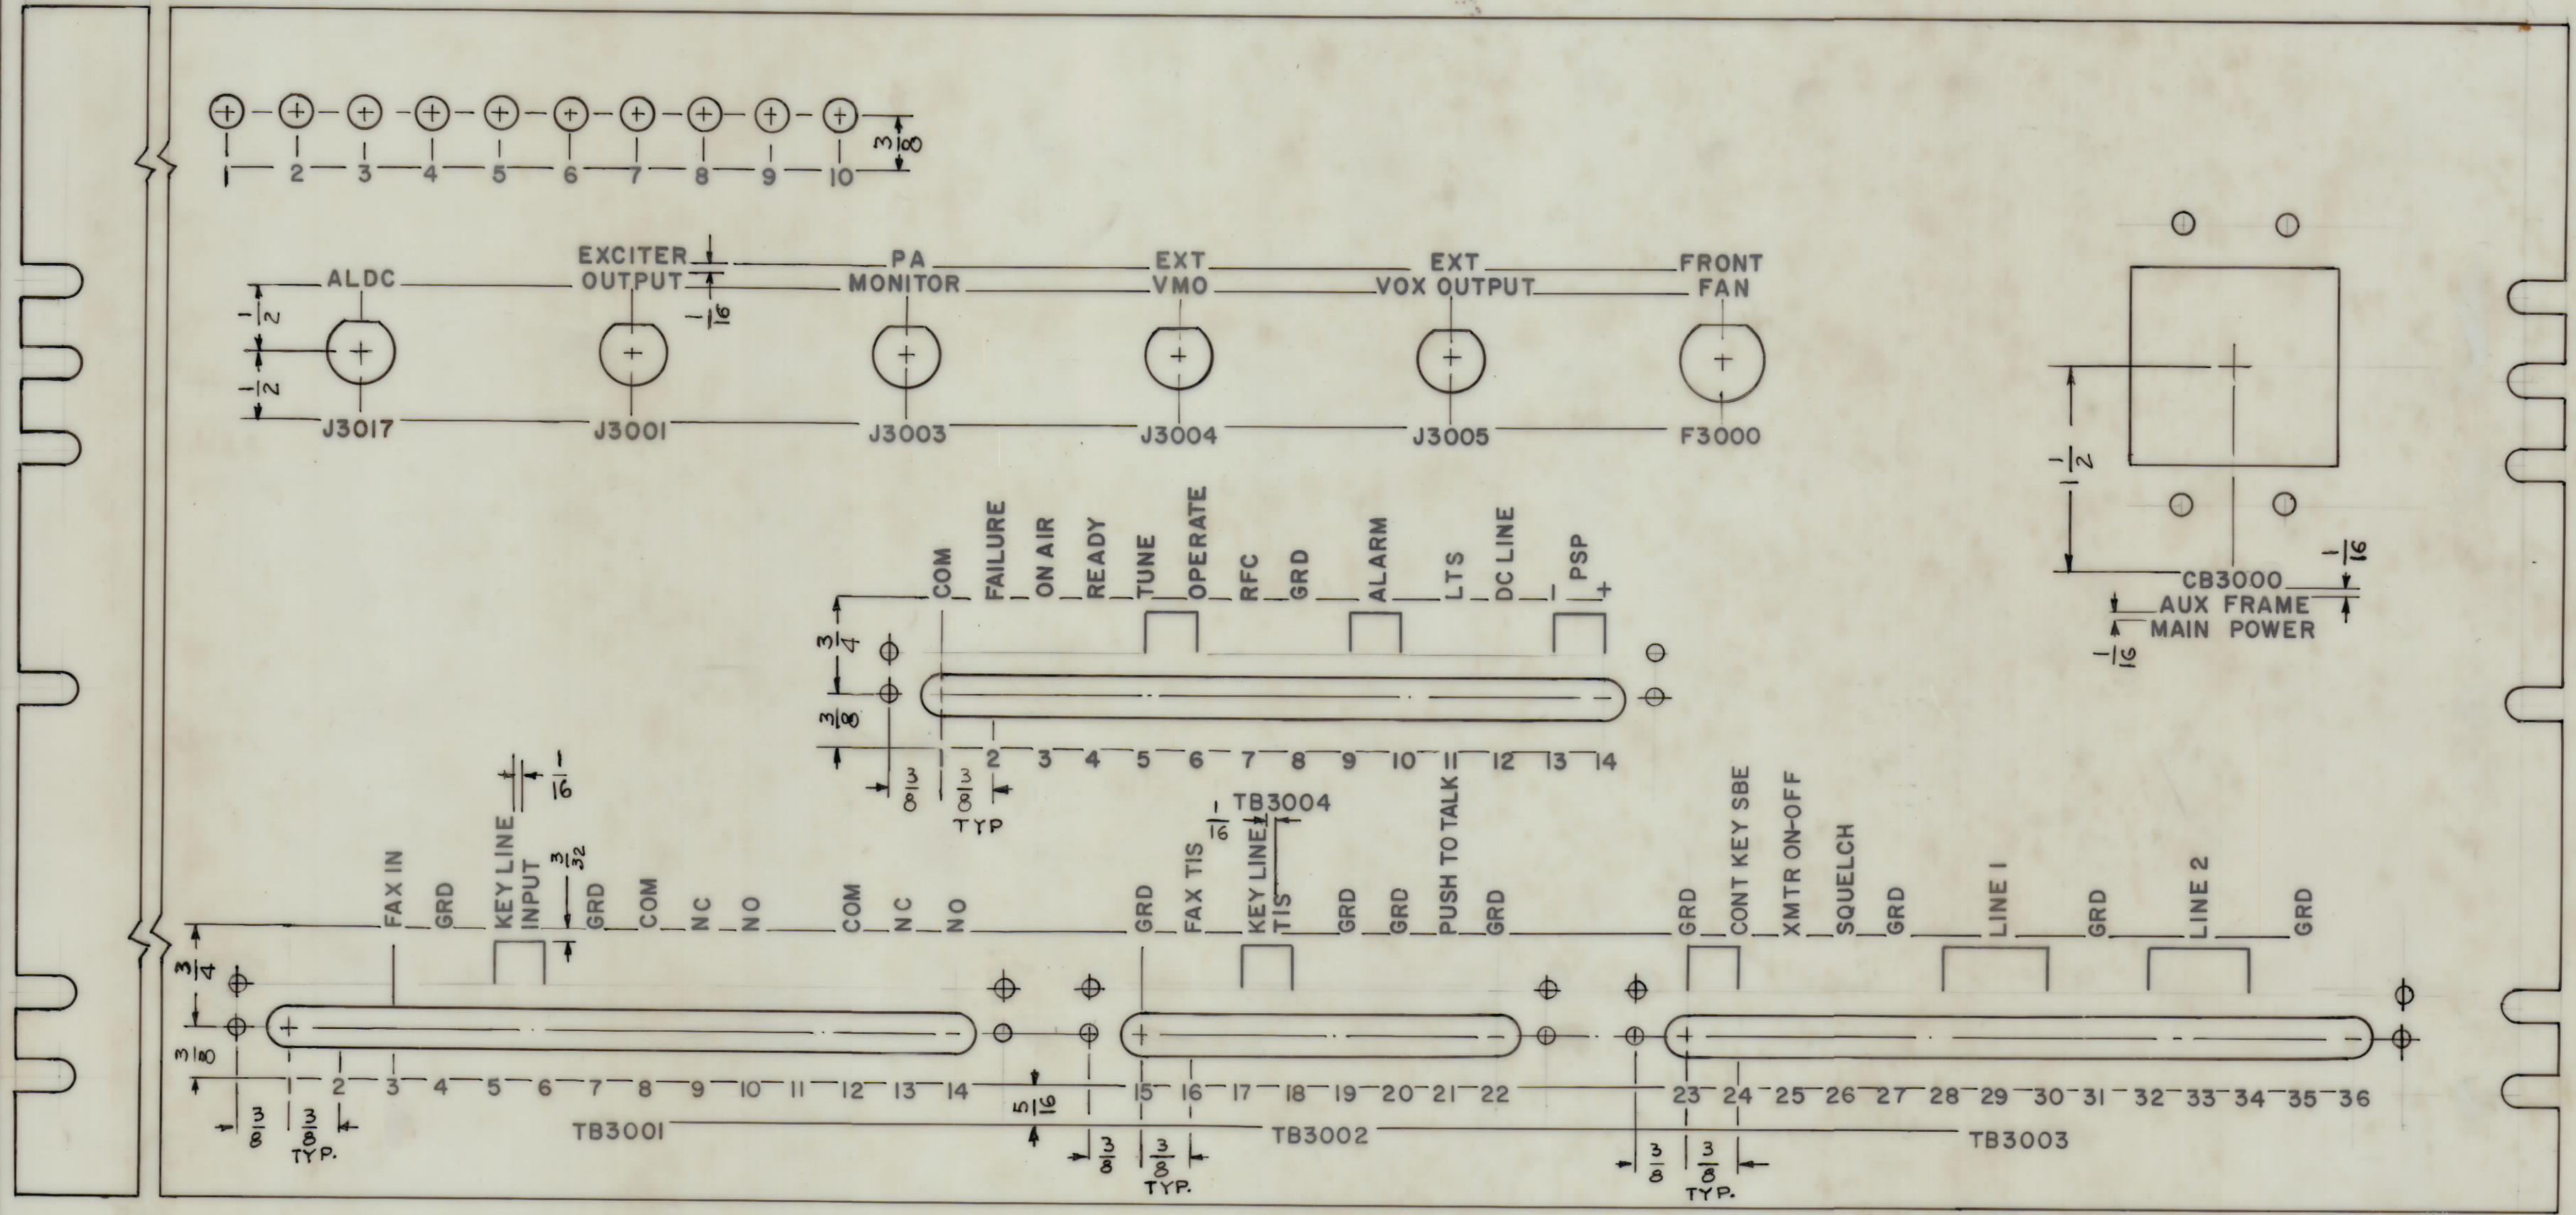 3/8
1 2 3 4 5 6 7 8 9 10
EXCITER PA EXT EXT FRONT
ALDC OUTPUT MONITOR VMO VOX OUTPUT FAN
1/2
1/16
1/2
J3017 J3001 J3003 J3004 J3005 F3000
1 1/2
CB3000
1/16
AUX FRAME
MAIN POWER
1/16
COM FAILURE ON AIR READY TUNE OPERATE RFC GRD ALARM LTS DC LINE - PSP +
3/4
3/8
1 2 3 4 5 6 7 8 9 10 11 12 13 14
3/8 3/8
TYP
TB3004
1/16
1/16
3/32
FAX IN GRD KEY LINE INPUT GRD COM NC NO COM NC NO
GRD FAX TIS KEY LINE TIS GRD GRD PUSH TO TALK GRD
GRD CONT KEY SBE XMTR ON-OFF SQUELCH GRD LINE 1 GRD LINE 2 GRD
3/4
3/8
1 2 3 4 5 6 7 8 9 10 11 12 13 14
15 16 17 18 19 20 21 22
23 24 25 26 27 28 29 30 31 32 33 34 35 36
5/16
3/8 3/8
TYP.
TB3001
3/8 3/8
TYP.
TB3002
3/8 3/8
TYP.
TB3003